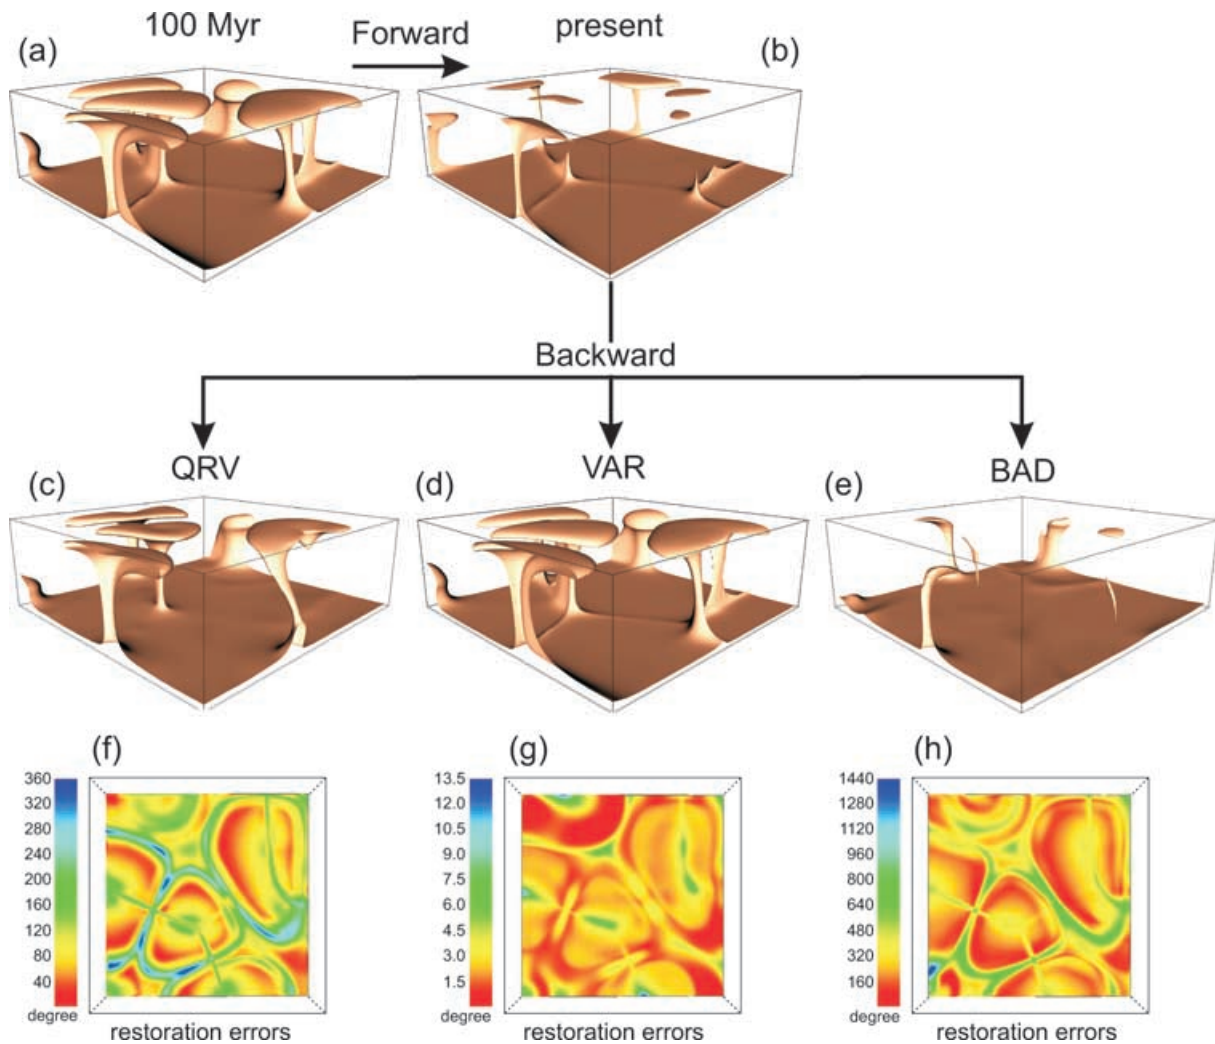 100 Myr
Forward
present
(a)
(b)
Backward
QRV
VAR
BAD
(c)
(d)
(e)
(f)
(g)
(h)
360
320
280
240
200
160
120
80
40
degree
restoration errors
13.5
12.0
10.5
9.0
7.5
6.0
4.5
3.0
1.5
degree
restoration errors
1440
1280
1120
960
800
640
480
320
160
degree
restoration errors